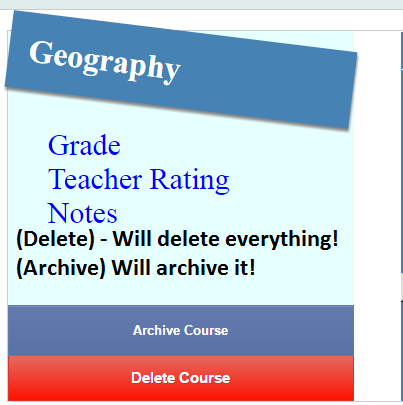 Geography
Grade
Teacher Rating
Notes
(Delete) - Will delete everything!
(Archive) Will archive it!
Archive Course
Delete Course